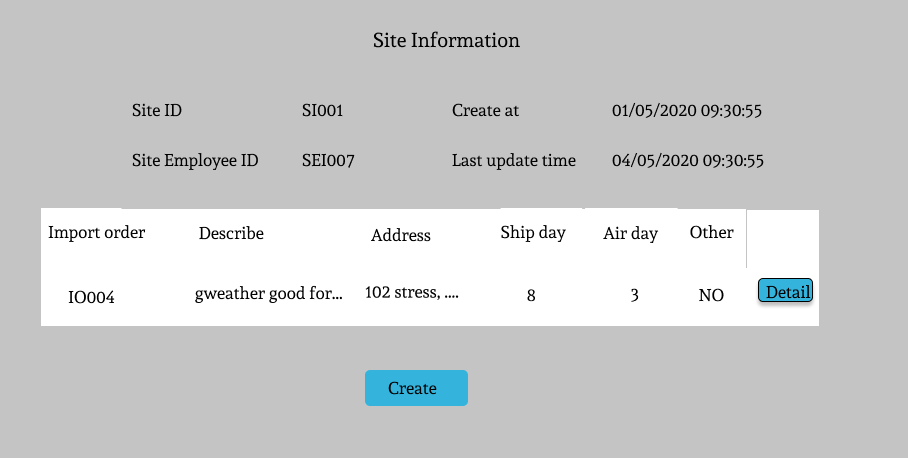 Site Information
Site ID SI001 Create at 01/05/2020 09:30:55
Site Employee ID SEI007 Last update time 04/05/2020 09:30:55
Import order Describe Address Ship day Air day Other
IO004 gweather good for... 102 stress, .... 8 3 NO Detail
Create